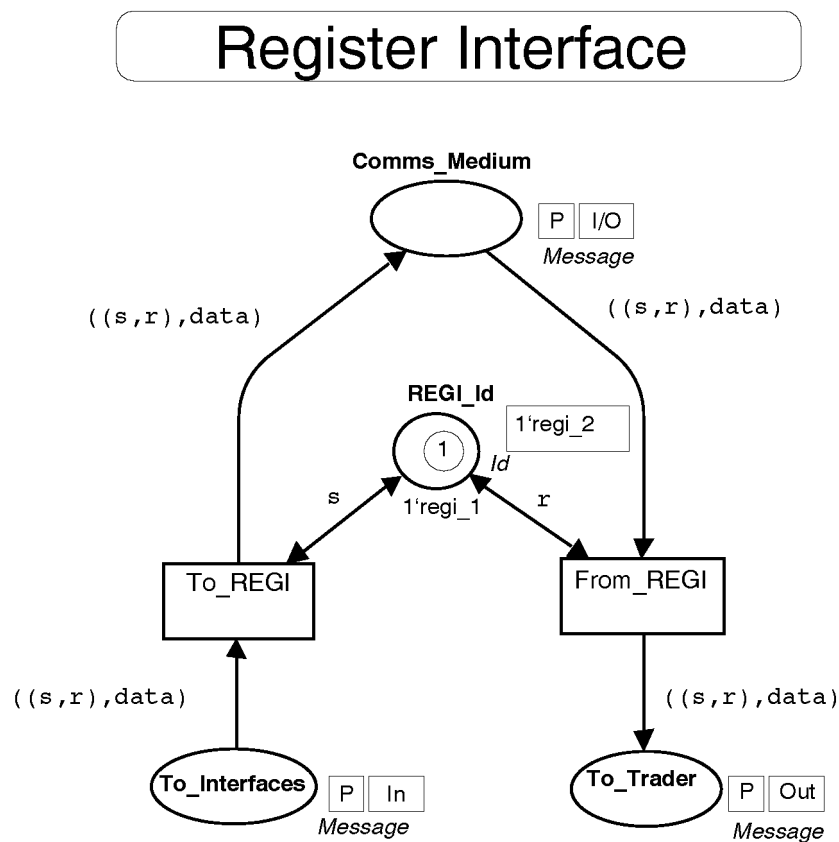 Register Interface
Comms_Medium
P I/O
Message
((s,r),data)
((s,r),data)
REGI_Id
1‘regi_2
1
Id
1‘regi_1
s
r
To_REGI
From_REGI
((s,r),data)
((s,r),data)
To_Interfaces
P In
Message
To_Trader
P Out
Message